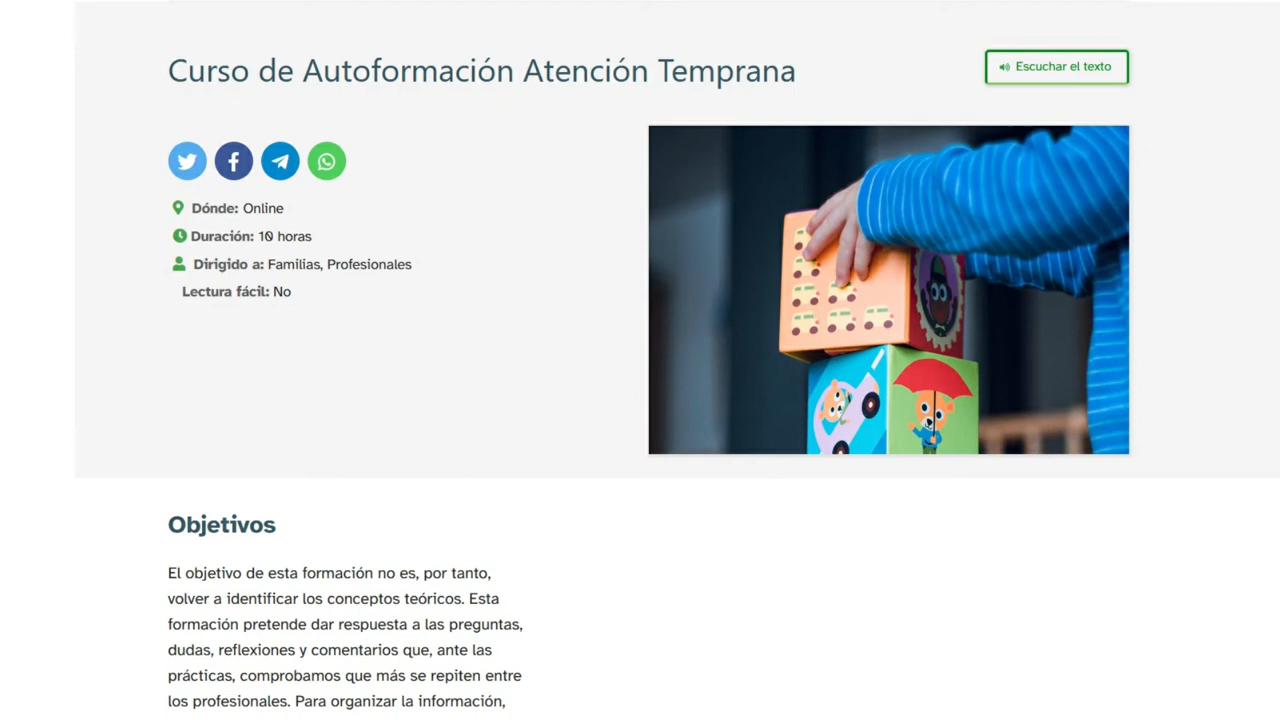 Curso de Autoformación Atención Temprana
Escuchar el texto
Dónde: Online
Duración: 10 horas
Dirigido a: Familias, Profesionales
Lectura fácil: No
Objetivos
El objetivo de esta formación no es, por tanto,
volver a identificar los conceptos teóricos. Esta
formación pretende dar respuesta a las preguntas,
dudas, reflexiones y comentarios que, ante las
prácticas, comprobamos que más se repiten entre
los profesionales. Para organizar la información,